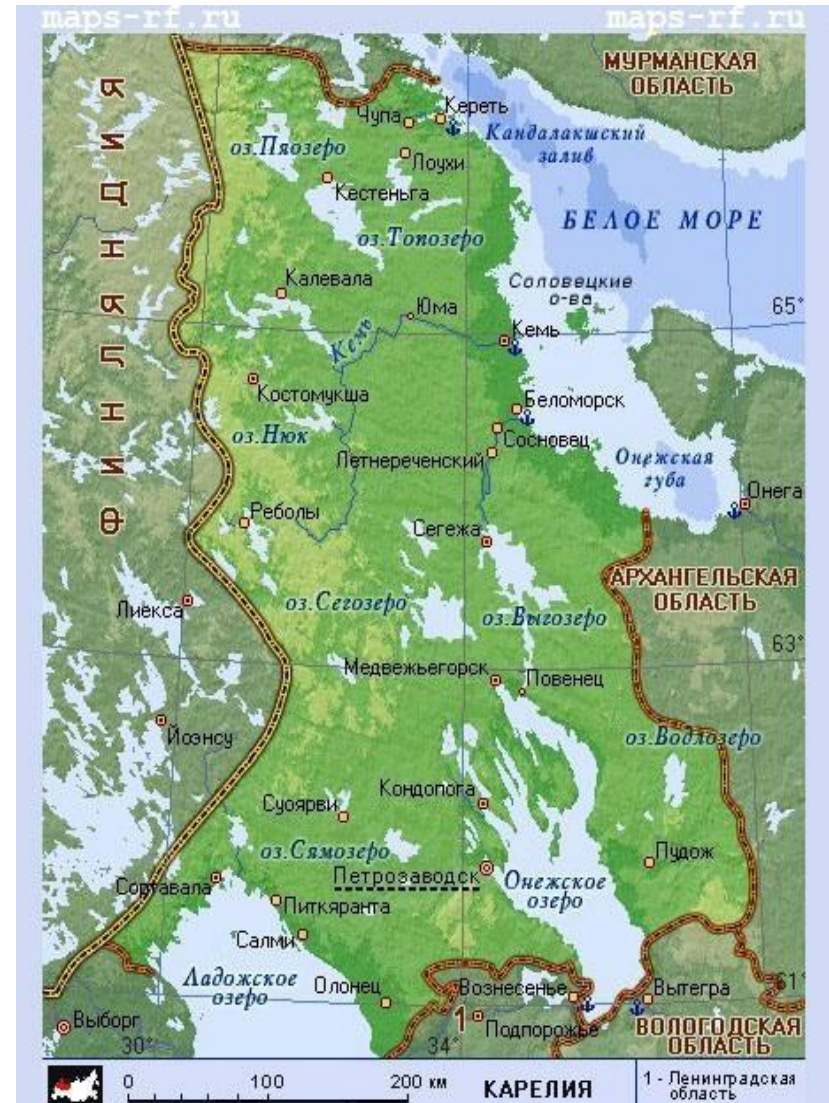 maps-rf.ru maps-rf.ru
МУРМАНСКАЯ
ОБЛАСТЬ
ФИНЛЯНДИЯ
Кереть
Чупа
Кандалакшский
залив
оз.Пяозеро
Лоухи
Кестеньга
БЕЛОЕ МОРЕ
оз.Топозеро
Соловецкие
о-ва
Калевала
Юма
65°
Кемь
Кемь
Костомукша
Беломорск
оз.Нюк
Сосновец
Летнереченский
Онежская
губа
Онега
Реболы
Сегежа
АРХАНГЕЛЬСКАЯ
ОБЛАСТЬ
Лиекса
оз.Сегозеро
оз.Выгозеро
63°
Медвежьегорск
Повенец
Йоэнсу
оз.Водлозеро
Кондопога
Суоярви
оз.Сямозеро
Пудож
Петрозаводск
Онежское
озеро
Сортавала
Питкяранта
Салми
Ладожское
озеро
Олонец
Вознесенье
Вытегра
61°
Выборг
1
Подпорожье
ВОЛОГОДСКАЯ
ОБЛАСТЬ
30°
34°
0 100 200 км
КАРЕЛИЯ
1 - Ленинградская
область